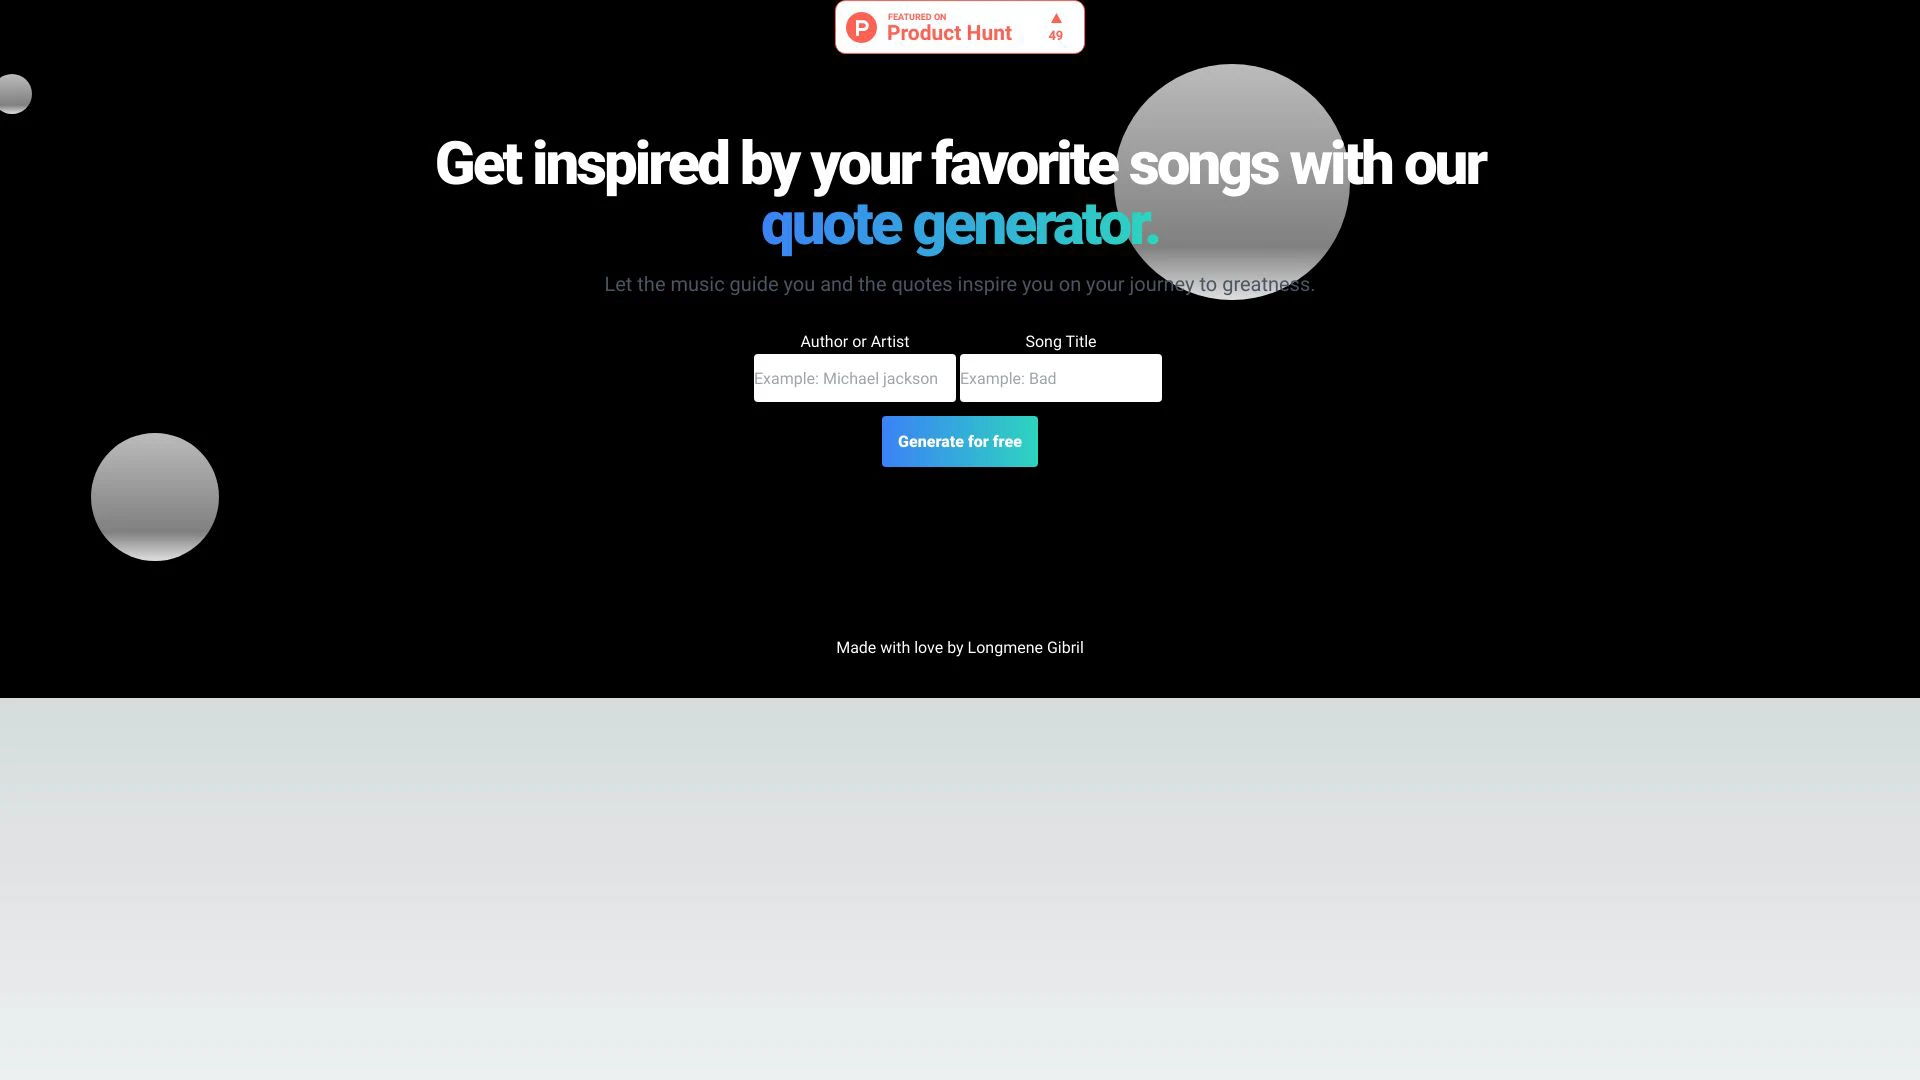 FEATURED ON
Product Hunt
49
Get inspired by your favorite songs with our
quote generator.
Let the music guide you and the quotes inspire you on your journey to greatness.
Author or Artist
Song Title
Example: Michael jackson
Example: Bad
Generate for free
Made with love by Longmene Gibril